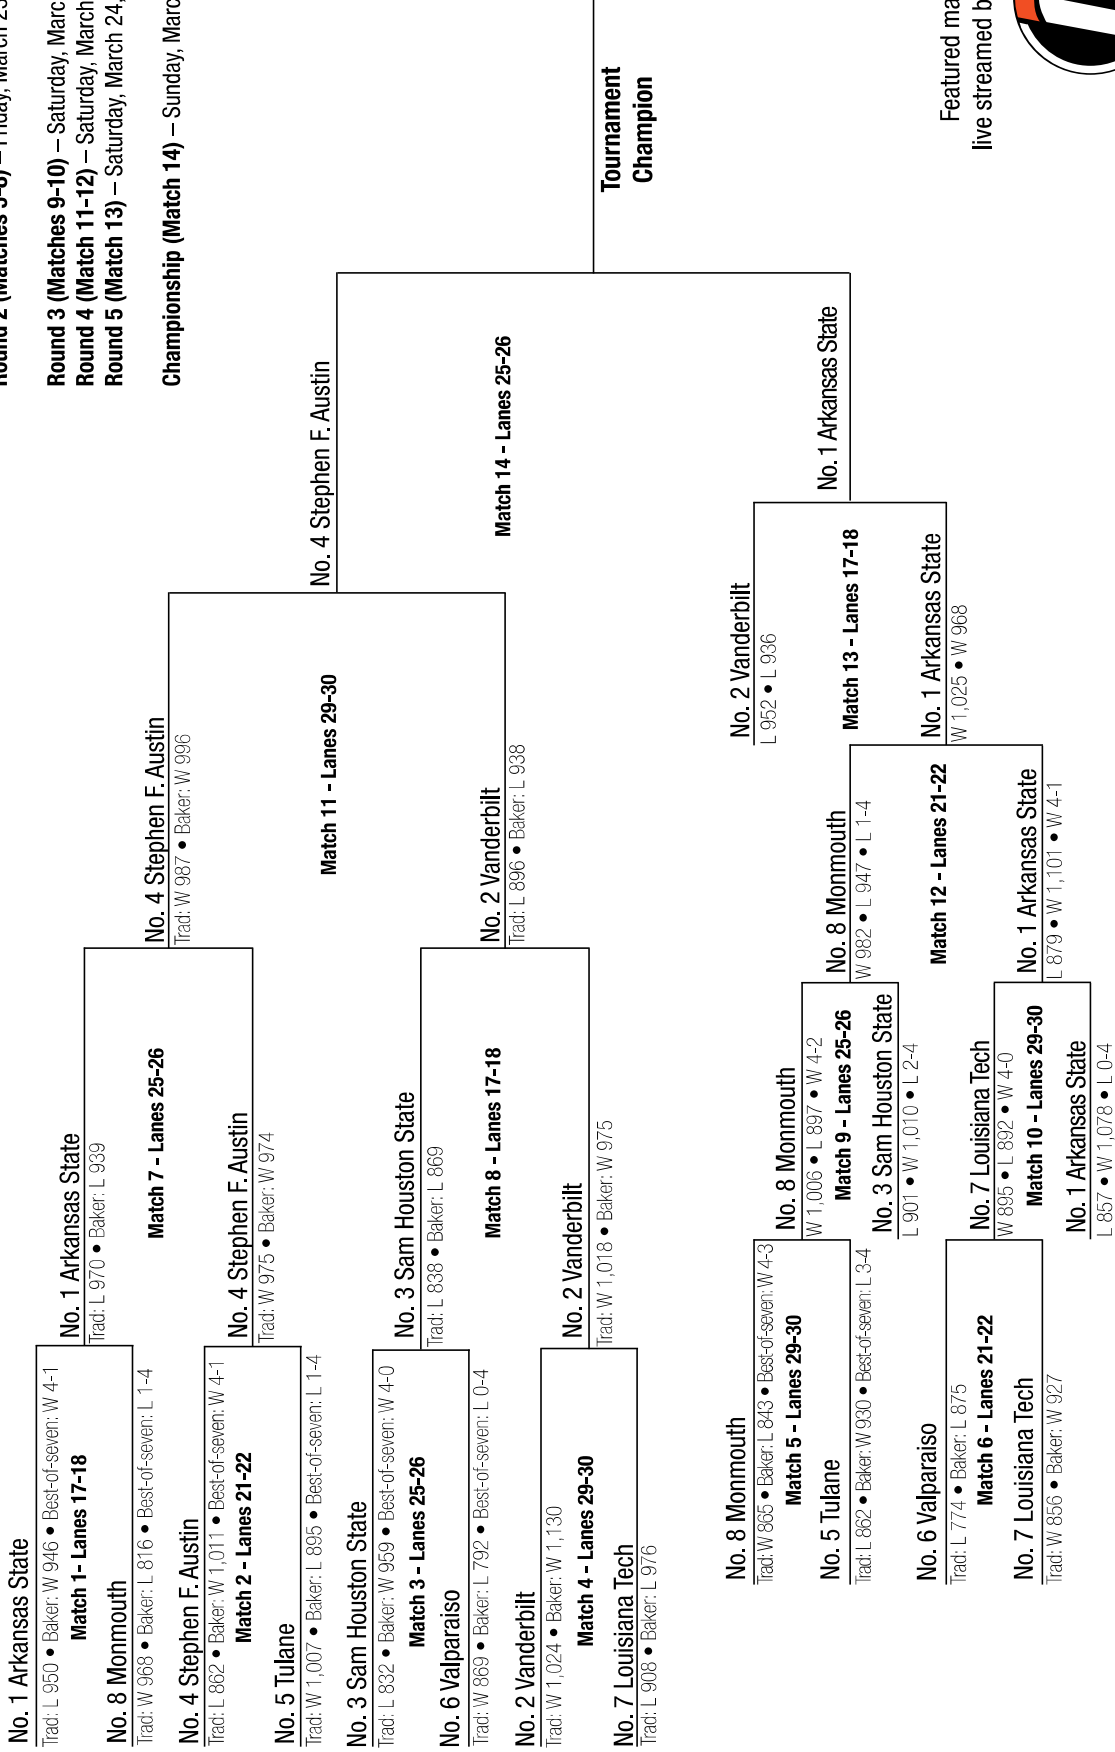 Round 2 (Matches 5-8) – Friday, March 23
Round 3 (Matches 9-10) – Saturday, Marc
Round 4 (Match 11-12) – Saturday, March
Round 5 (Match 13) – Saturday, March 24,
Championship (Match 14) – Sunday, Marc
Featured ma
live streamed b
Tournament
Champion
No. 1 Arkansas State
Trad: L 950 • Baker: W 946 • Best-of-seven: W 4-1
Match 1- Lanes 17-18
No. 8 Monmouth
Trad: W 968 • Baker: L 816 • Best-of-seven: L 1-4
No. 4 Stephen F. Austin
Trad: L 862 • Baker: W 1,011 • Best-of-seven: W 4-1
Match 2 - Lanes 21-22
No. 5 Tulane
Trad: W 1,007 • Baker: L 895 • Best-of-seven: L 1-4
No. 3 Sam Houston State
Trad: L 832 • Baker: W 959 • Best-of-seven: W 4-0
Match 3 - Lanes 25-26
No. 6 Valparaiso
Trad: W 869 • Baker: L 792 • Best-of-seven: L 0-4
No. 2 Vanderbilt
Trad: W 1,024 • Baker: W 1,130
Match 4 - Lanes 29-30
No. 7 Louisiana Tech
Trad: L 908 • Baker: L 976
No. 1 Arkansas State
Trad: L 970 • Baker: L 939
Match 7 - Lanes 25-26
No. 4 Stephen F. Austin
Trad: W 975 • Baker: W 974
No. 3 Sam Houston State
Trad: L 838 • Baker: L 869
Match 8 - Lanes 17-18
No. 2 Vanderbilt
Trad: W 1,018 • Baker: W 975
No. 4 Stephen F. Austin
Trad: W 987 • Baker: W 996
Match 11 - Lanes 29-30
No. 2 Vanderbilt
Trad: L 896 • Baker: L 938
No. 4 Stephen F. Austin
Match 14 - Lanes 25-26
No. 1 Arkansas State
No. 8 Monmouth
Trad: W 865 • Baker: L 843 • Best-of-seven: W 4-3
Match 5 - Lanes 29-30
No. 5 Tulane
Trad: L 862 • Baker: W 930 • Best-of-seven: L 3-4
No. 6 Valparaiso
Trad: L 774 • Baker: L 875
Match 6 - Lanes 21-22
No. 7 Louisiana Tech
Trad: W 856 • Baker: W 927
No. 8 Monmouth
W 1,006 • L 897 • W 4-2
Match 9 - Lanes 25-26
No. 3 Sam Houston State
L 901 • W 1,010 • L 2-4
No. 7 Louisiana Tech
W 895 • L 892 • W 4-0
Match 10 - Lanes 29-30
No. 1 Arkansas State
L 857 • W 1,078 • L 0-4
No. 8 Monmouth
W 982 • L 947 • L 1-4
Match 12 - Lanes 21-22
No. 1 Arkansas State
L 879 • W 1,101 • W 4-1
No. 2 Vanderbilt
L 952 • L 936
Match 13 - Lanes 17-18
No. 1 Arkansas State
W 1,025 • W 968